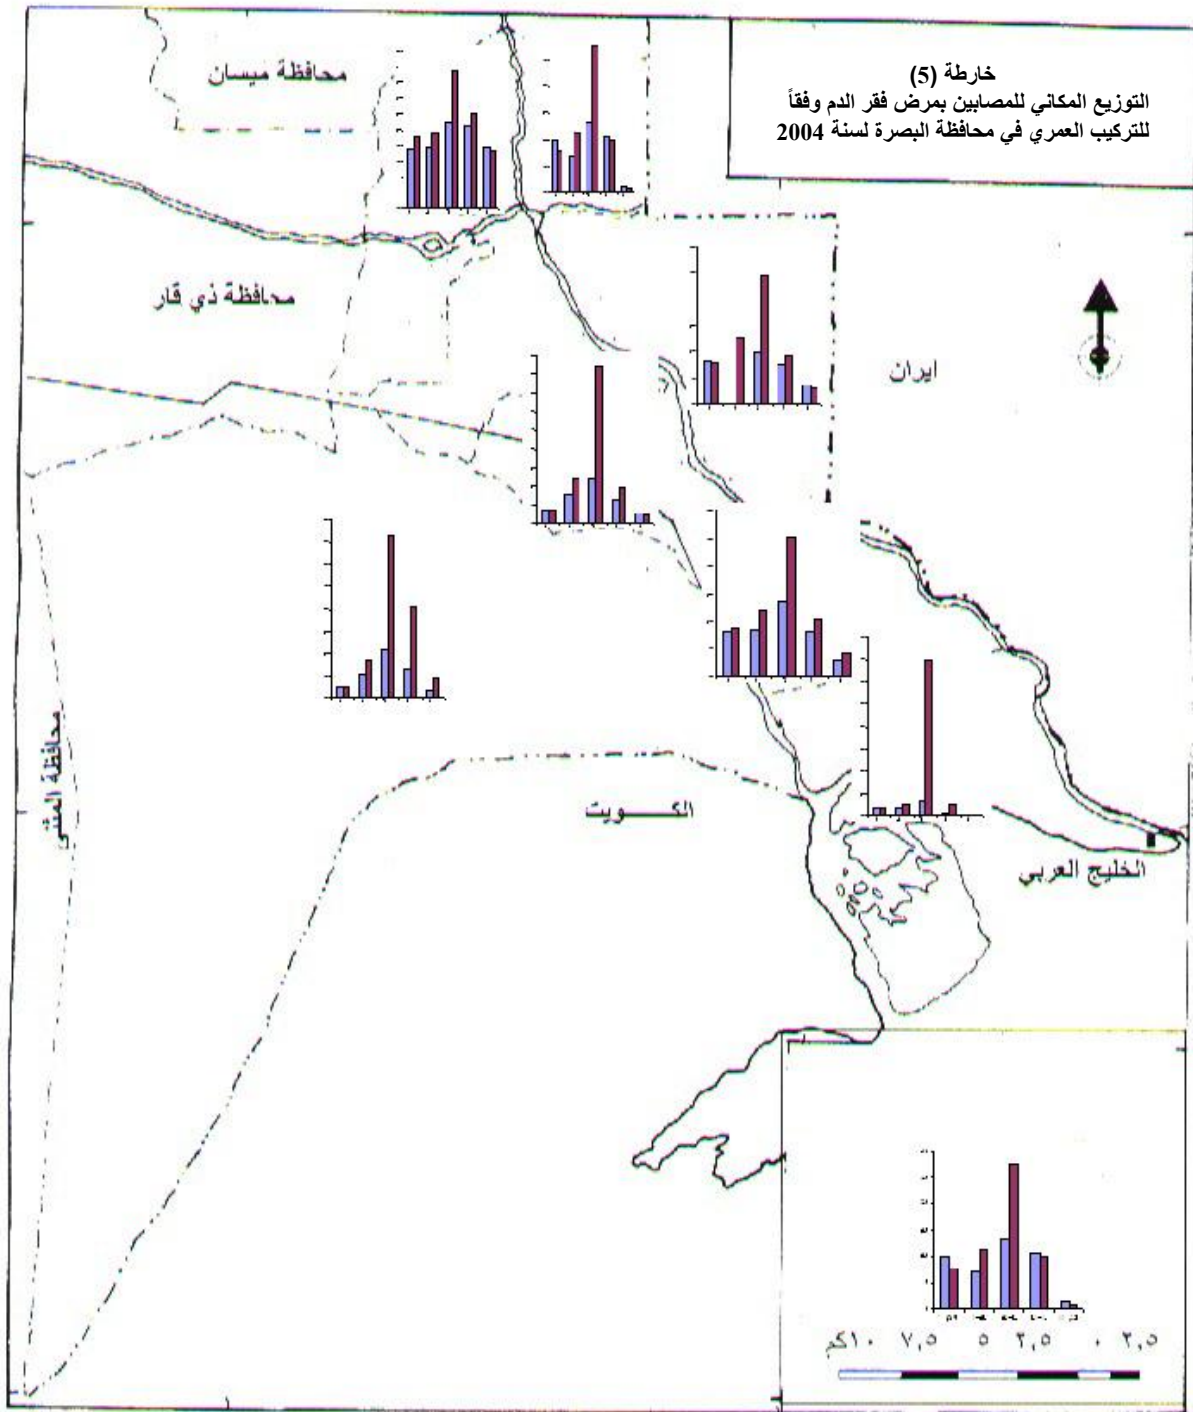 خارطة (5)
التوزيع المكاني للمصابين بمرض فقر الدم وفقاً
للتركيب العمري في محافظة البصرة لسنة 2004
محافظة ميسان
محافظة ذي قار
ايران
محافظة المثنى
الكـــويت
الخليج العربي
٢,٥ ٠ ٢,٥ ٥ ٧,٥ ١٠كم